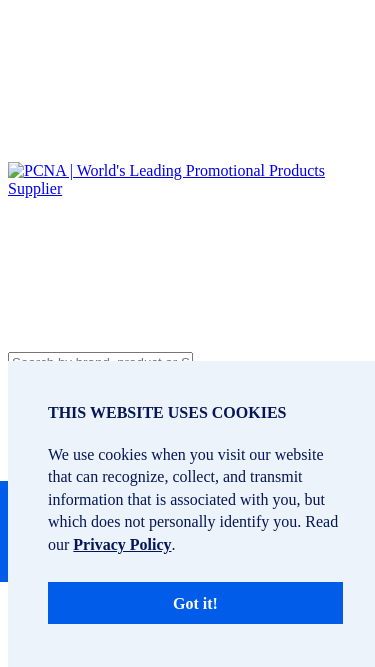 PCNA | World's Leading Promotional Products
Supplier
Search by brand, product or S
THIS WEBSITE USES COOKIES
We use cookies when you visit our website
that can recognize, collect, and transmit
information that is associated with you, but
which does not personally identify you. Read
our Privacy Policy.
Got it!